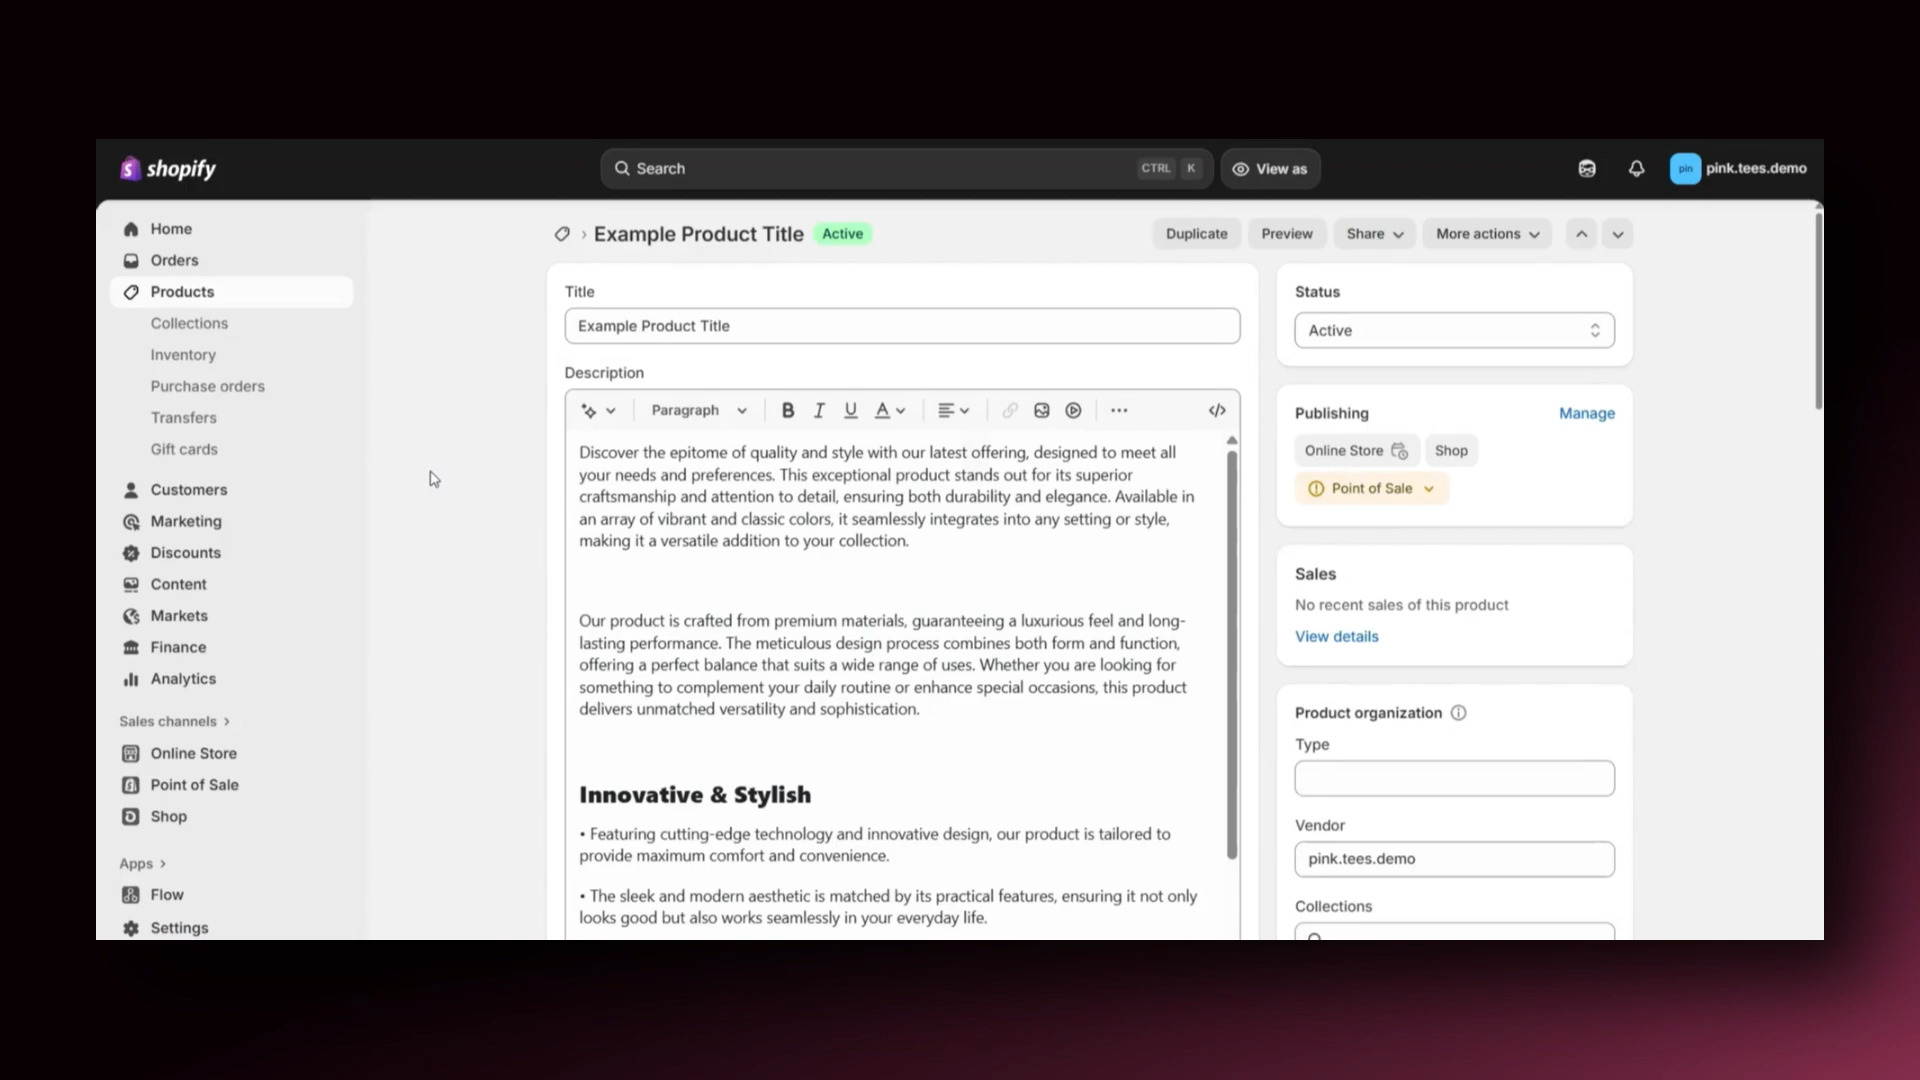 shopify
Search CTRL K
View as
pin pink.tees.demo
Home
Orders
Products
Collections
Inventory
Purchase orders
Transfers
Gift cards
Customers
Marketing
Discounts
Content
Markets
Finance
Analytics
Sales channels >
Online Store
Point of Sale
Shop
Apps >
Flow
Settings
> Example Product Title Active
Duplicate Preview Share More actions
Title
Example Product Title
Description
Paragraph B I U A ... </>
Discover the epitome of quality and style with our latest offering, designed to meet all
your needs and preferences. This exceptional product stands out for its superior
craftsmanship and attention to detail, ensuring both durability and elegance. Available in
an array of vibrant and classic colors, it seamlessly integrates into any setting or style,
making it a versatile addition to your collection.
Our product is crafted from premium materials, guaranteeing a luxurious feel and long-
lasting performance. The meticulous design process combines both form and function,
offering a perfect balance that suits a wide range of uses. Whether you are looking for
something to complement your daily routine or enhance special occasions, this product
delivers unmatched versatility and sophistication.
Innovative & Stylish
• Featuring cutting-edge technology and innovative design, our product is tailored to
provide maximum comfort and convenience.
• The sleek and modern aesthetic is matched by its practical features, ensuring it not only
looks good but also works seamlessly in your everyday life.
Status
Active
Publishing Manage
Online Store Shop
Point of Sale
Sales
No recent sales of this product
View details
Product organization
Type
Vendor
pink.tees.demo
Collections